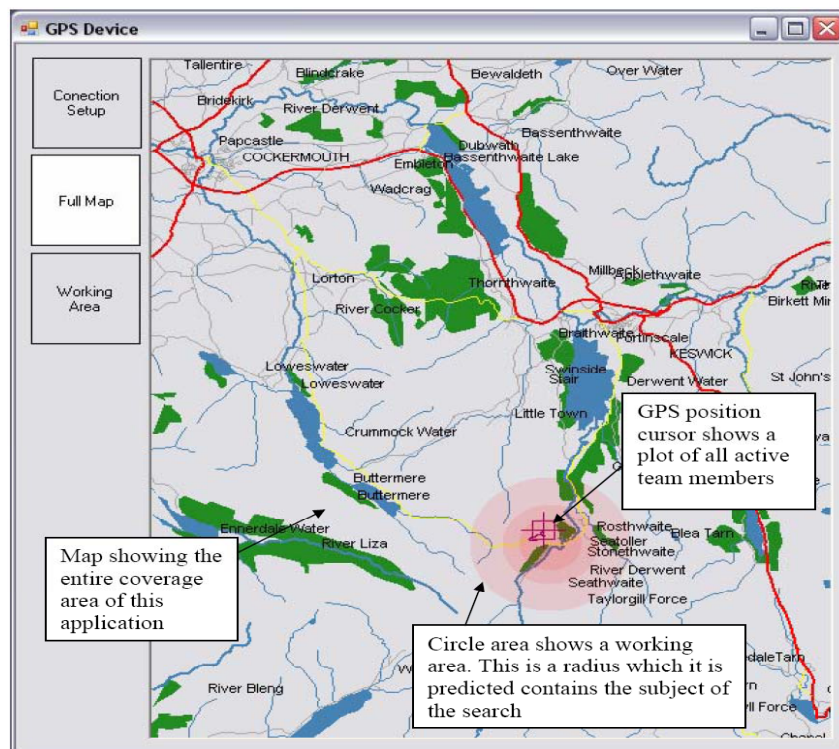 GPS Device
Conection
Setup
Full Map
Working
Area
Tallentire
Blindcrake
Bewaldeth
Over Water
Bridekirk
River Derwent
Bassenthwaite
Papcastle
COCKERMOUTH
Dubwath
Embleton
Bassenthwaite Lake
Wadcrag
Lorton
Thornthwaite
Millbeck
Applethwaite
River Cocker
Birkett
Braithwaite
Portinscale
KESWICK
Loweswater
Loweswater
Swinside
Stair
Derwent Water
St John's
Little Town
Crummock Water
GPS position
cursor shows a
plot of all active
team members
Buttermere
Buttermere
Ennerdale Water
River Liza
Rosthwaite
Seatoller
Blea Tarn
Stonethwaite
River Derwent
Seathwaite
Taylorgill Force
Map showing the
entire coverage
area of this
application
Circle area shows a working
area. This is a radius which it is
predicted contains the subject of
the search
River Bleng